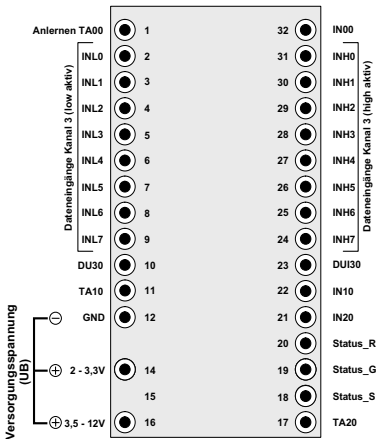 Anlernen TA00 1 32 IN00
INL0 2 31 INH0
INL1 3 30 INH1
INL2 4 29 INH2
INL3 5 28 INH3
INL4 6 27 INH4
INL5 7 26 INH5
INL6 8 25 INH6
INL7 9 24 INH7
DU30 10 23 DUI30
TA10 11 22 IN10
GND 12 21 IN20
20 Status_R
2 - 3,3V 14 19 Status_G
15 18 Status_S
3,5 - 12V 16 17 TA20
Dateneingänge Kanal 3 (low aktiv)
Dateneingänge Kanal 3 (high aktiv)
Versorgungsspannung
(UB)